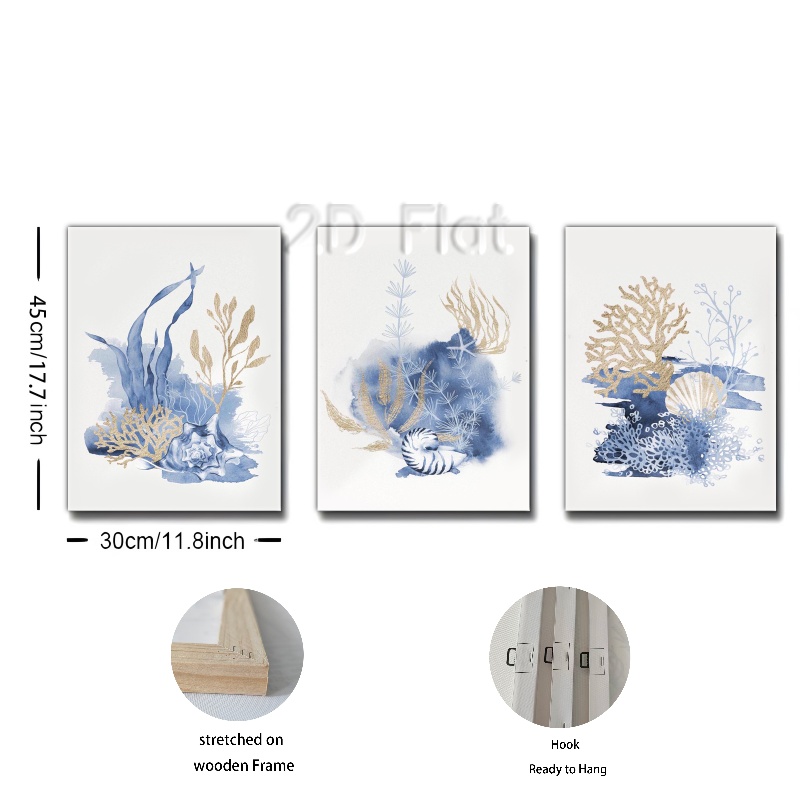 2D Flat
45cm/17.7inch
30cm/11.8inch
stretched on
wooden Frame
Hook
Ready to Hang